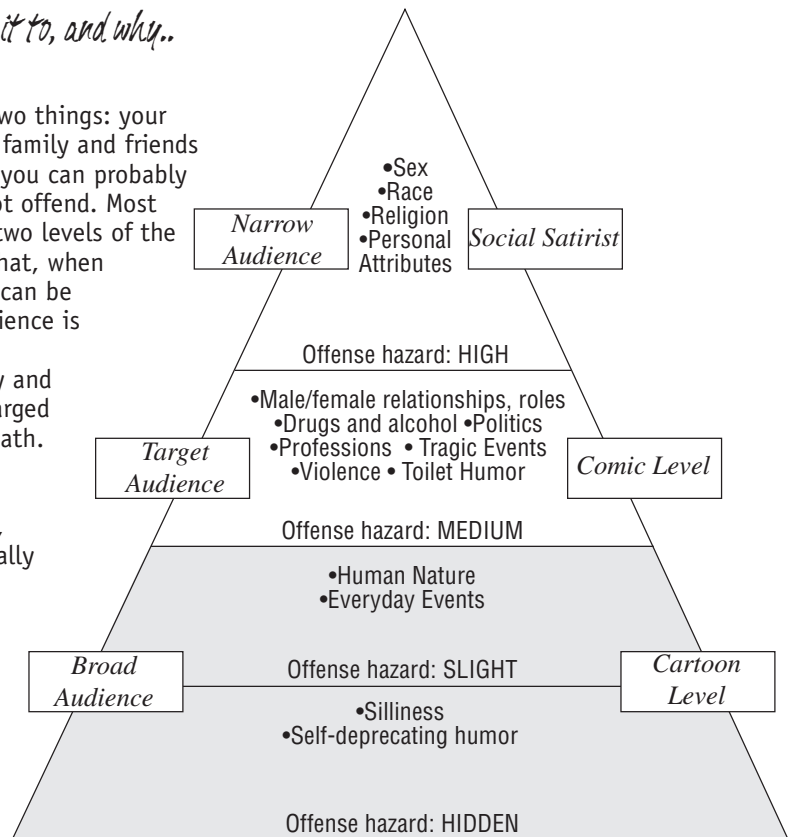 it to, and why..
wo things: your
family and friends
you can probably
ot offend. Most
two levels of the
hat, when
can be
ience is
y and
arged
ath.
ally
•Sex
•Race
•Religion
•Personal
Attributes
Narrow
Audience
Social Satirist
Offense hazard: HIGH
•Male/female relationships, roles
•Drugs and alcohol •Politics
•Professions • Tragic Events
•Violence • Toilet Humor
Target
Audience
Comic Level
Offense hazard: MEDIUM
•Human Nature
•Everyday Events
Broad
Audience
Offense hazard: SLIGHT
Cartoon
Level
•Silliness
•Self-deprecating humor
Offense hazard: HIDDEN